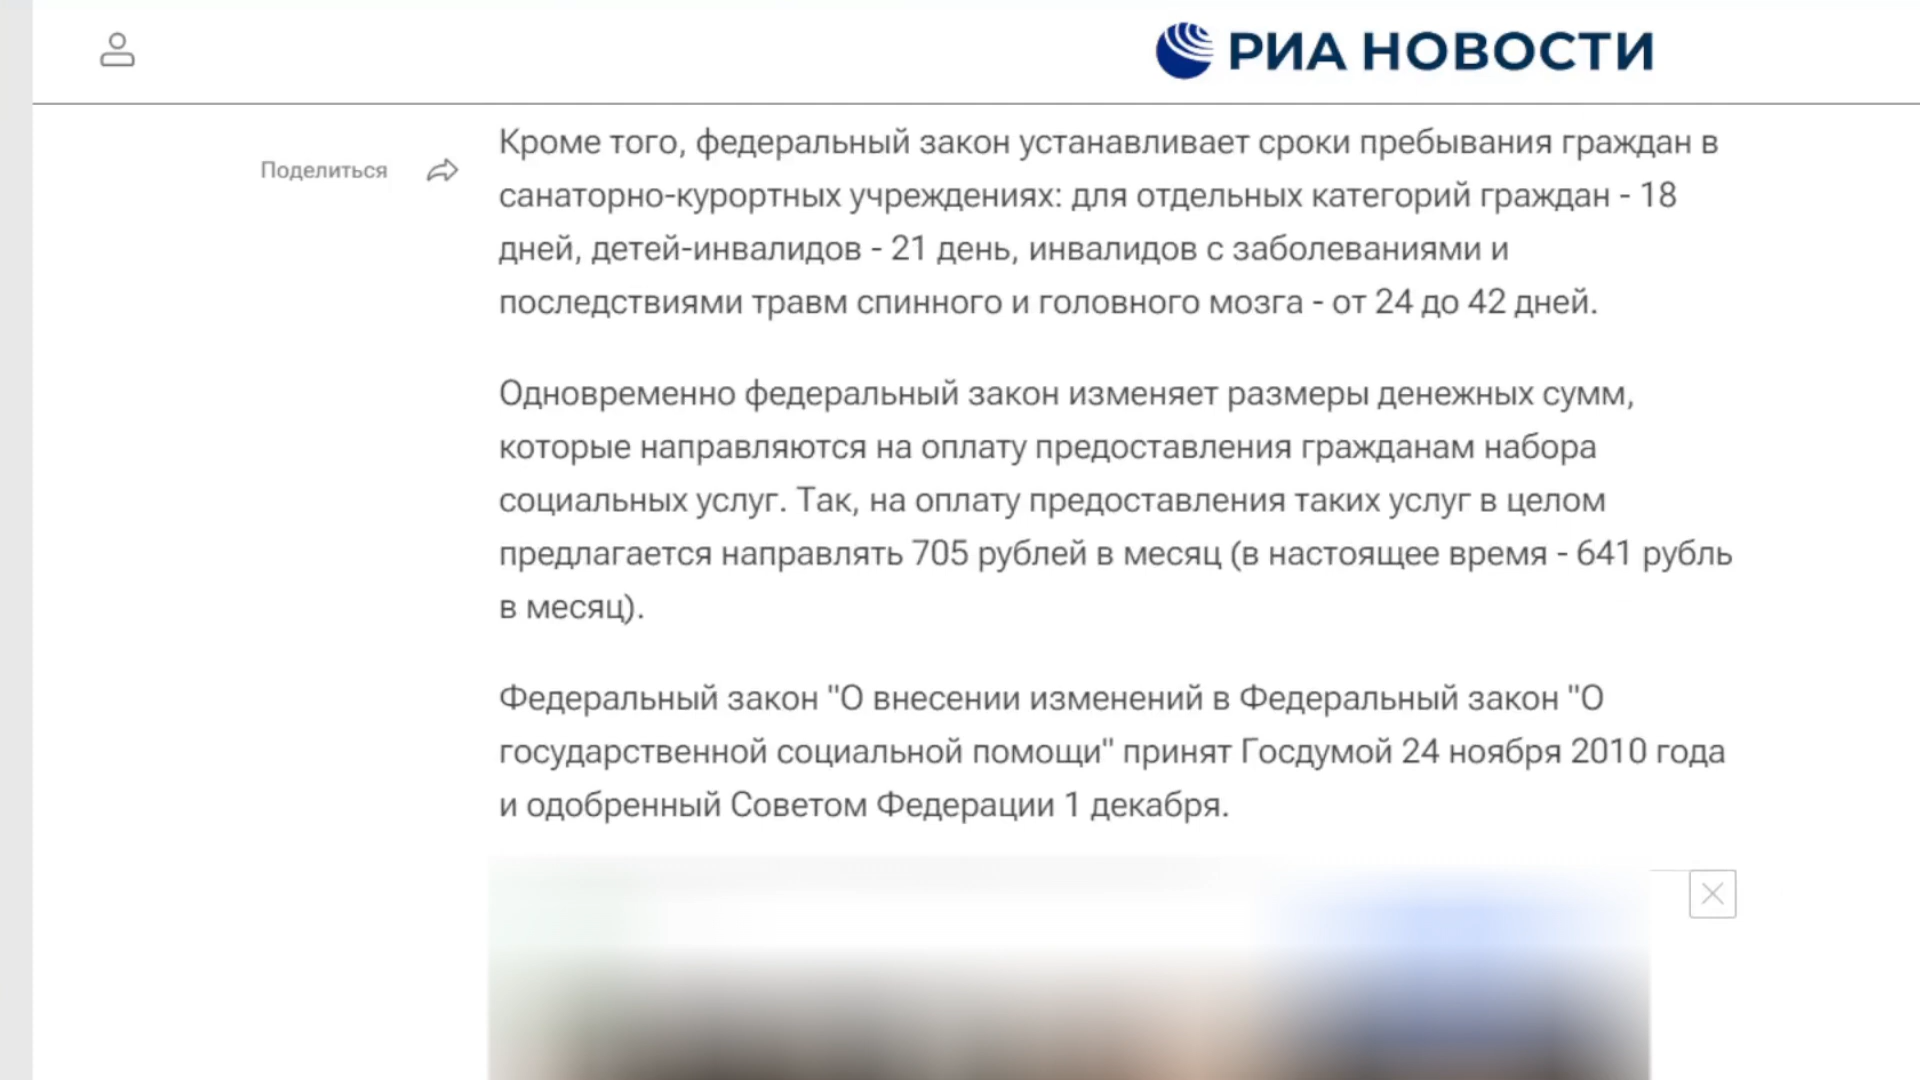 РИА НОВОСТИ
Поделиться
Кроме того, федеральный закон устанавливает сроки пребывания граждан в
санаторно-курортных учреждениях: для отдельных категорий граждан - 18
дней, детей-инвалидов - 21 день, инвалидов с заболеваниями и
последствиями травм спинного и головного мозга - от 24 до 42 дней.
Одновременно федеральный закон изменяет размеры денежных сумм,
которые направляются на оплату предоставления гражданам набора
социальных услуг. Так, на оплату предоставления таких услуг в целом
предлагается направлять 705 рублей в месяц (в настоящее время - 641 рубль
в месяц).
Федеральный закон "О внесении изменений в Федеральный закон "О
государственной социальной помощи" принят Госдумой 24 ноября 2010 года
и одобренный Советом Федерации 1 декабря.